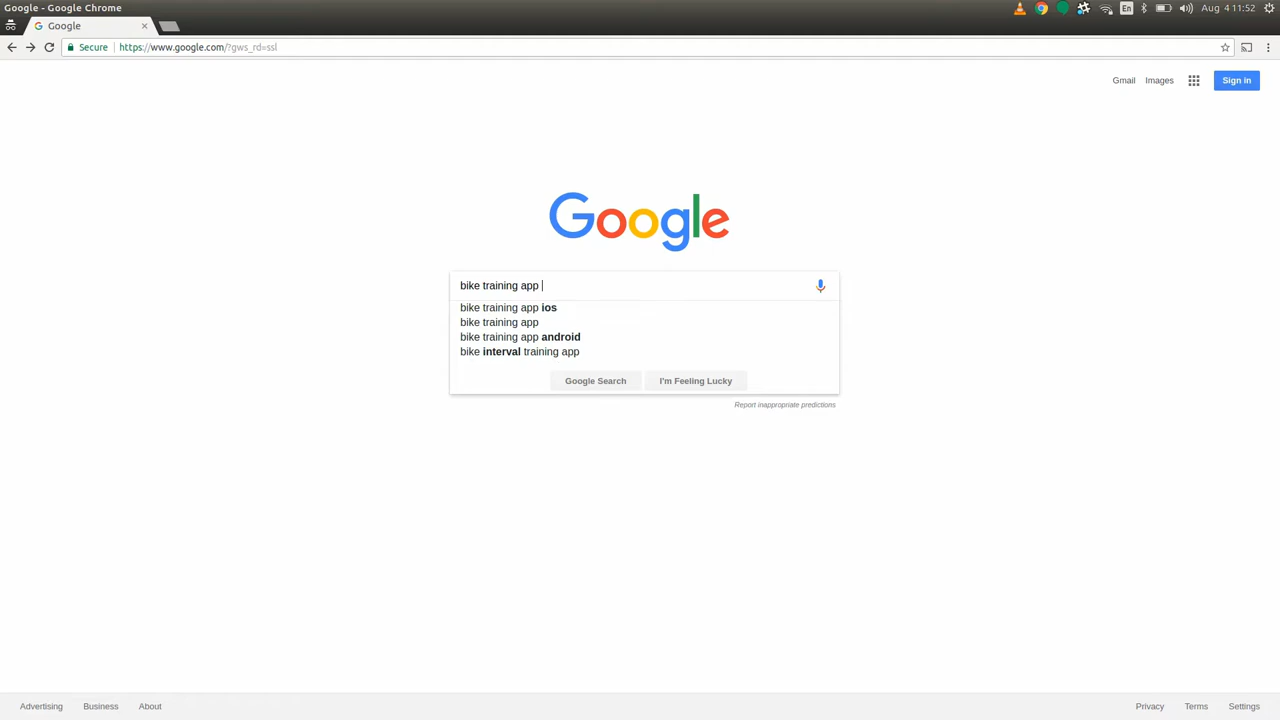 Google - Google Chrome
En
Aug 4 11:52
Google
Secure
https://www.google.com/?gws_rd=ssl
Gmail
Images
Sign in
Google
bike training app
bike training app ios
bike training app
bike training app android
bike interval training app
Google Search
I'm Feeling Lucky
Report inappropriate predictions
Advertising
Business
About
Privacy
Terms
Settings